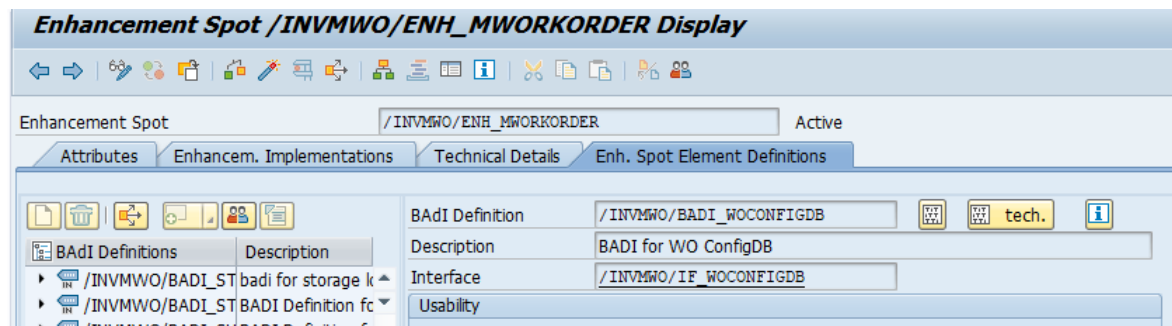 Enhancement Spot /INVMWO/ENH_MWORKORDER Display
Enhancement Spot /INVMWO/ENH_MWORKORDER Active
Attributes Enhancem. Implementations Technical Details Enh. Spot Element Definitions
BAdI Definition /INVMWO/BADI_WOCONFIGDB tech.
BAdI Definitions Description
Description BADI for WO ConfigDB
/INVMWO/BADI_ST badi for storage lo
Interface /INVMWO/IF_WOCONFIGDB
/INVMWO/BADI_ST BADI Definition fo
Usability